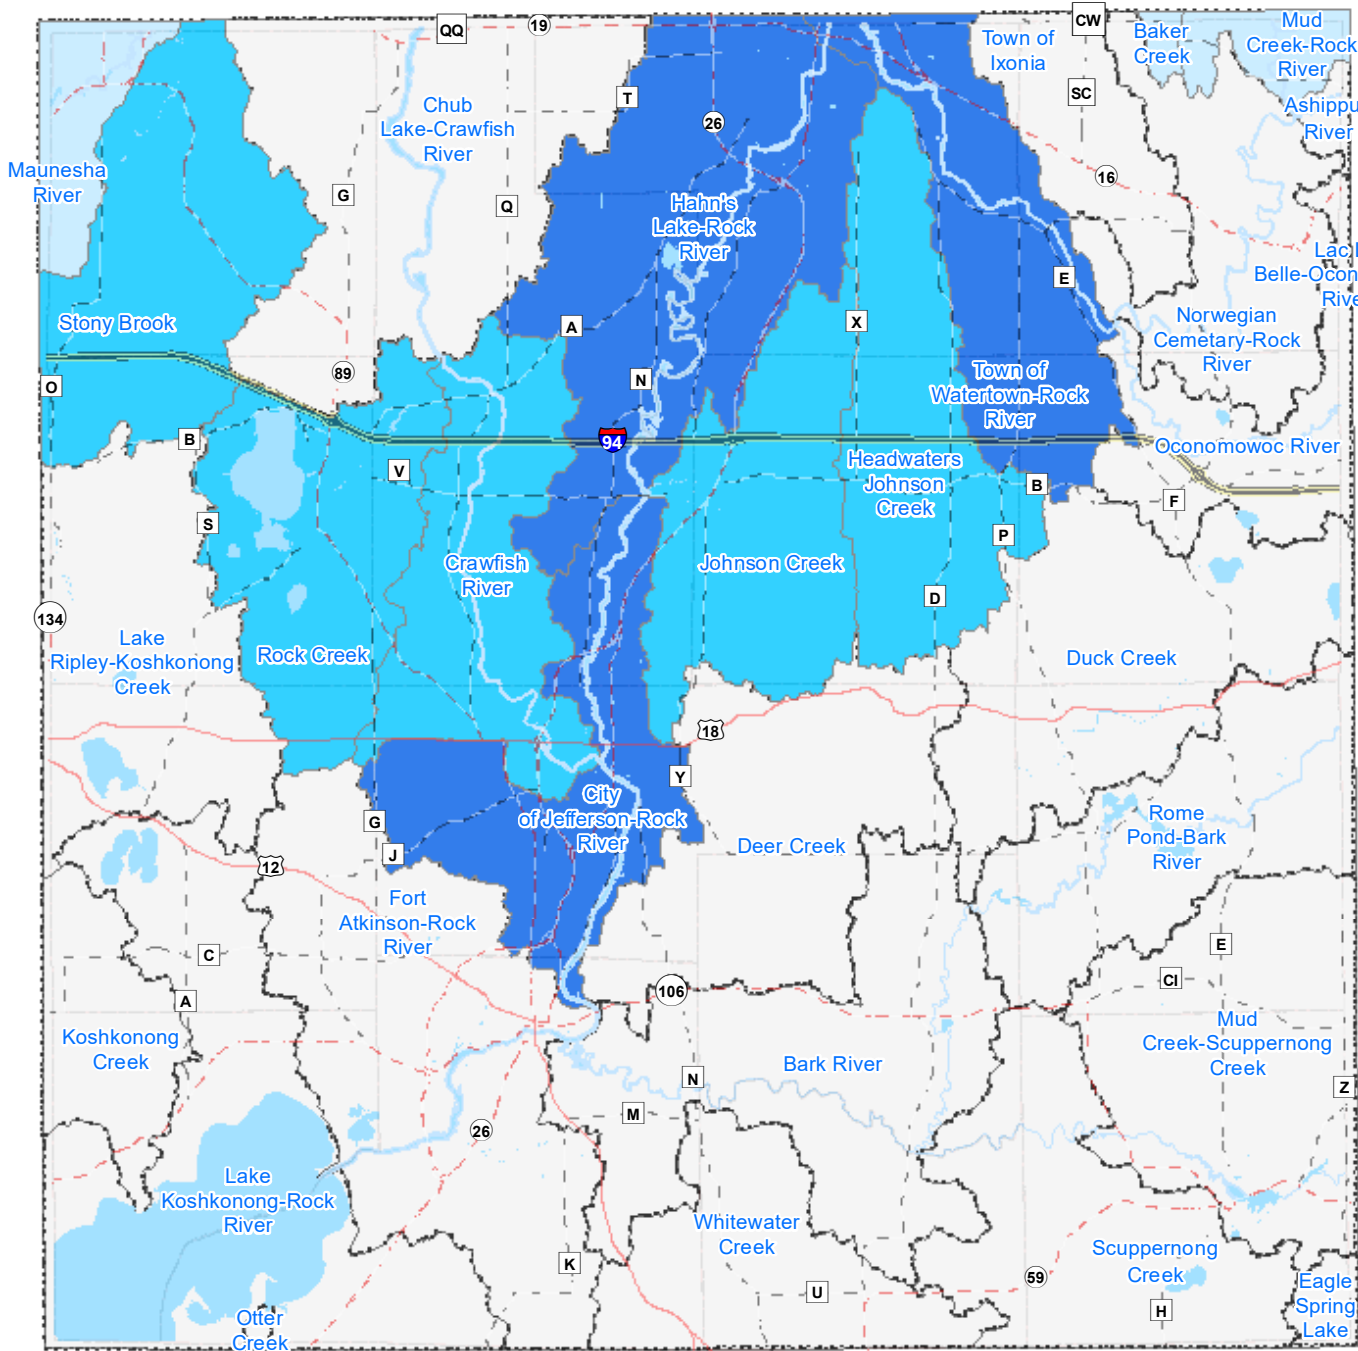 QQ
19
CW
Baker
Creek
Mud
Creek-Rock
River
Town of
Ixonia
T
SC
Chub
Lake-Crawfish
River
26
Ashippu
River
Maunesha
River
16
G
Q
Hahn's
Lake-Rock
River
Lac
Belle-Ocon
Rive
E
Stony Brook
A
X
Norwegian
Cemetary-Rock
River
O
89
N
Town of
Watertown-Rock
River
B
94
Oconomowoc River
V
Headwaters
Johnson
Creek
B
F
S
P
Crawfish
River
Johnson Creek
D
134
Lake
Ripley-Koshkonong
Creek
Rock Creek
Duck Creek
18
Y
City
of Jefferson-Rock
River
G
J
Deer Creek
Rome
Pond-Bark
River
12
Fort
Atkinson-Rock
River
C
E
CI
A
106
Koshkonong
Creek
Mud
Creek-Scuppernong
Creek
Bark River
N
Z
M
26
Lake
Koshkonong-Rock
River
Whitewater
Creek
Scuppernong
Creek
K
59
U
H
Eagle
Spring
Lake
Otter
Creek